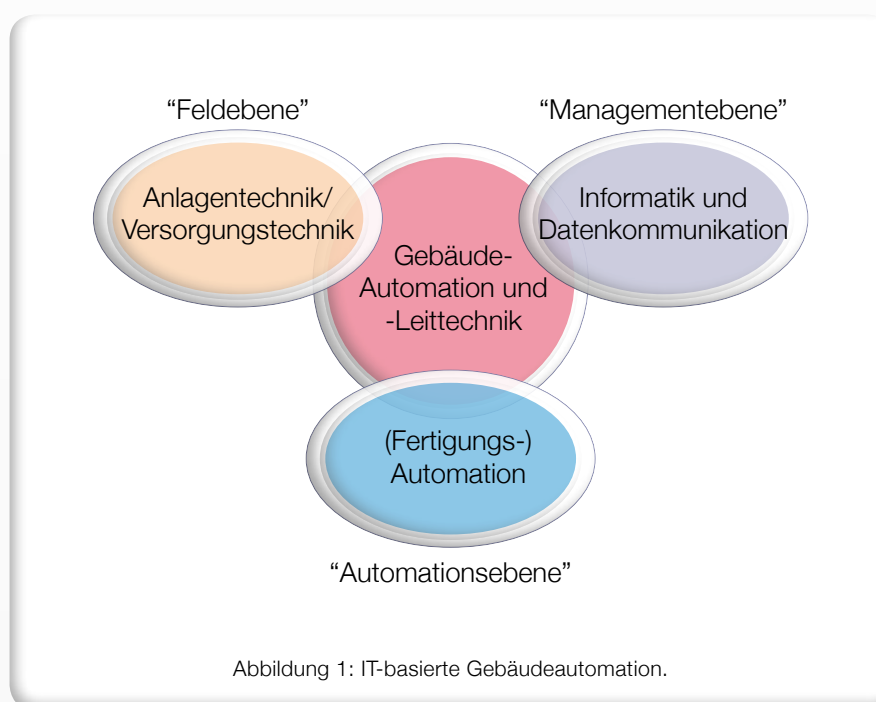 “Feldebene”
“Managementebene”
Anlagentechnik/
Versorgungstechnik
Informatik und
Datenkommunikation
Gebäude-
Automation und
-Leittechnik
(Fertigungs-)
Automation
“Automationsebene”
Abbildung 1: IT-basierte Gebäudeautomation.